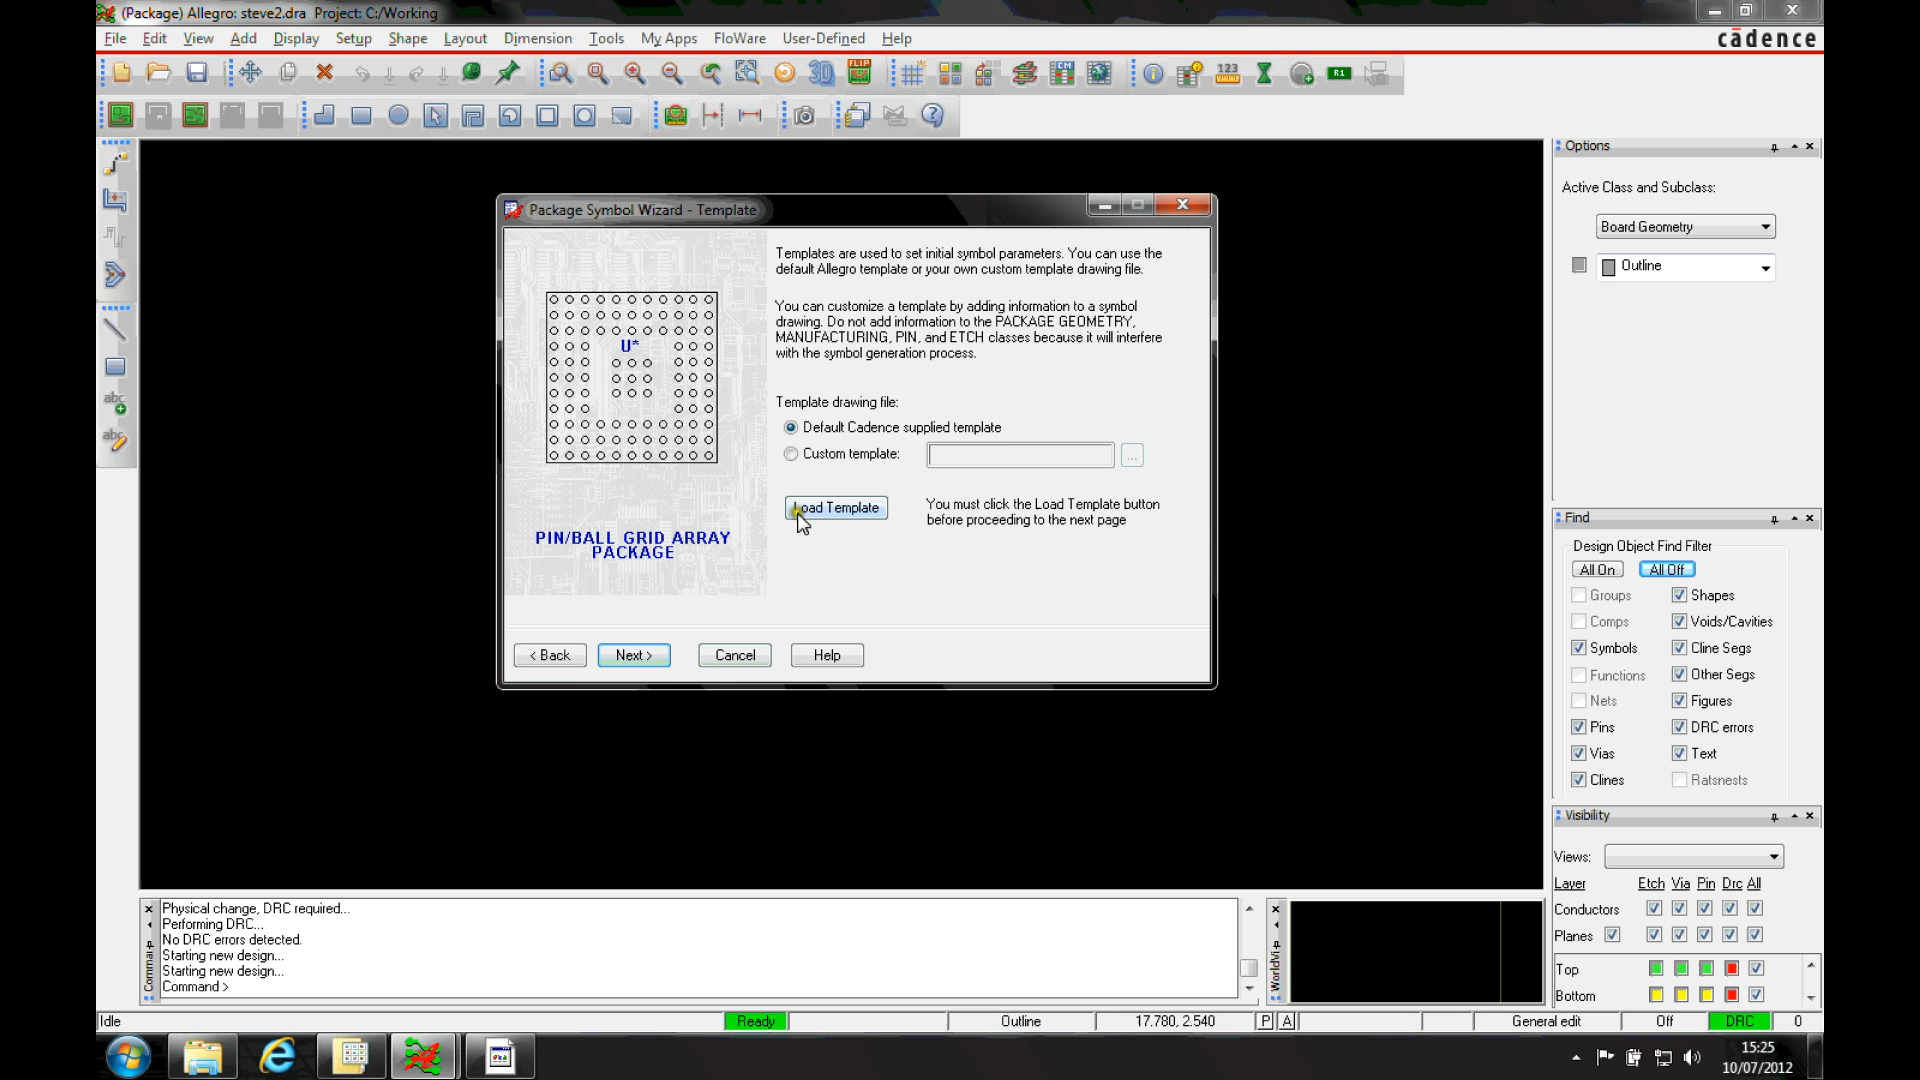 (Package) Allegro: steve2.dra Project: C:/Working
File Edit View Add Display Setup Shape Layout Dimension Tools My Apps FloWare User-Defined Help
cādence
3D
FLIP
CM
123
R1
abc
abc
Package Symbol Wizard - Template
U*
PIN/BALL GRID ARRAY
PACKAGE
Templates are used to set initial symbol parameters. You can use the
default Allegro template or your own custom template drawing file.
You can customize a template by adding information to a symbol
drawing. Do not add information to the PACKAGE GEOMETRY,
MANUFACTURING, PIN, and ETCH classes because it will interfere
with the symbol generation process.
Template drawing file:
Default Cadence supplied template
Custom template:
...
Load Template
You must click the Load Template button
before proceeding to the next page
< Back
Next >
Cancel
Help
Options
Active Class and Subclass:
Board Geometry
Outline
Find
Design Object Find Filter
All On All Off
Groups Shapes
Comps Voids/Cavities
Symbols Cline Segs
Functions Other Segs
Nets Figures
Pins DRC errors
Vias Text
Clines Ratsnests
Visibility
Views:
Layer Etch Via Pin Drc All
Conductors
Planes
Top
Bottom
Physical change, DRC required...
Performing DRC...
No DRC errors detected.
Starting new design...
Starting new design...
Command >
Comman
WorldVi
Idle Ready Outline 17.780, 2.540 P A General edit Off DRC 0
15:25
10/07/2012